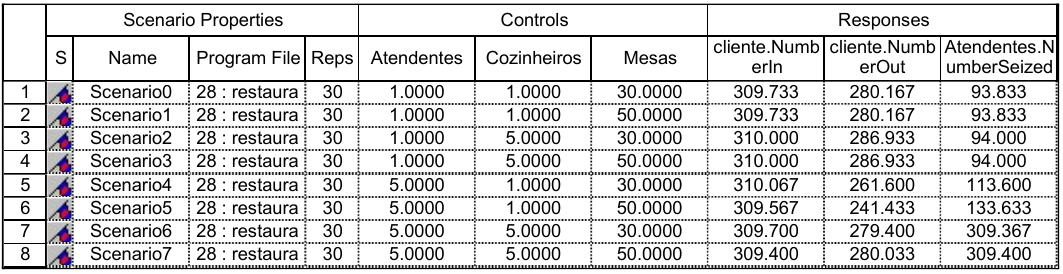 Scenario Properties Controls Responses
S Name Program File Reps Atendentes Cozinheiros Mesas cliente.NumberIn cliente.NumberOut Atendentes.NumberSeized
1 Scenario0 28 : restaura 30 1.0000 1.0000 30.0000 309.733 280.167 93.833
2 Scenario1 28 : restaura 30 1.0000 1.0000 50.0000 309.733 280.167 93.833
3 Scenario2 28 : restaura 30 1.0000 5.0000 30.0000 310.000 286.933 94.000
4 Scenario3 28 : restaura 30 1.0000 5.0000 50.0000 310.000 286.933 94.000
5 Scenario4 28 : restaura 30 5.0000 1.0000 30.0000 310.067 261.600 113.600
6 Scenario5 28 : restaura 30 5.0000 1.0000 50.0000 309.567 241.433 133.633
7 Scenario6 28 : restaura 30 5.0000 5.0000 30.0000 309.700 279.400 309.367
8 Scenario7 28 : restaura 30 5.0000 5.0000 50.0000 309.400 280.033 309.400